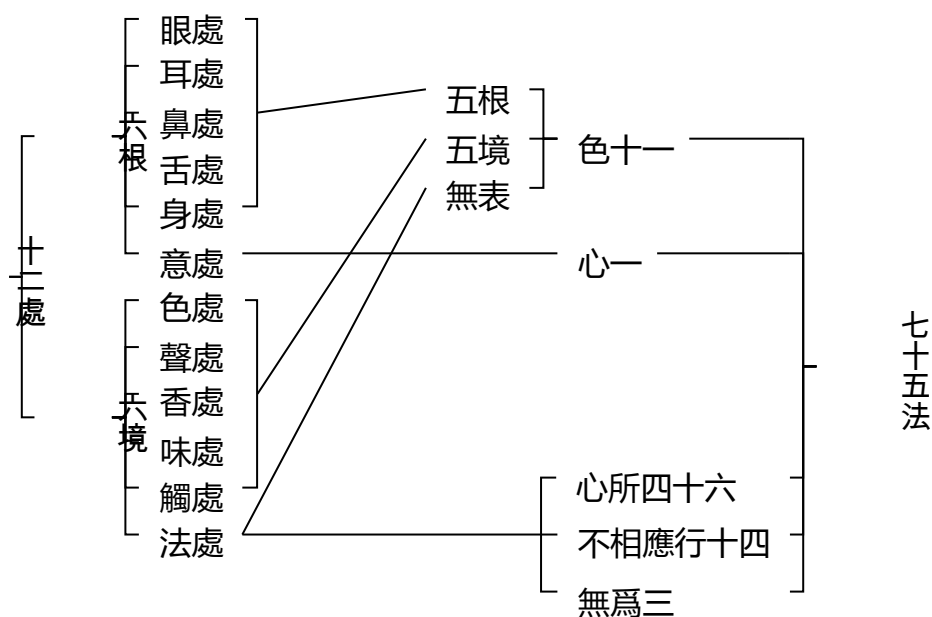 十二處
六根
眼處
耳處
鼻處
舌處
身處
意處
六境
色處
聲處
香處
味處
觸處
法處
五根
五境
無表
色十一
心一
心所四十六
不相應行十四
無爲三
七十五法